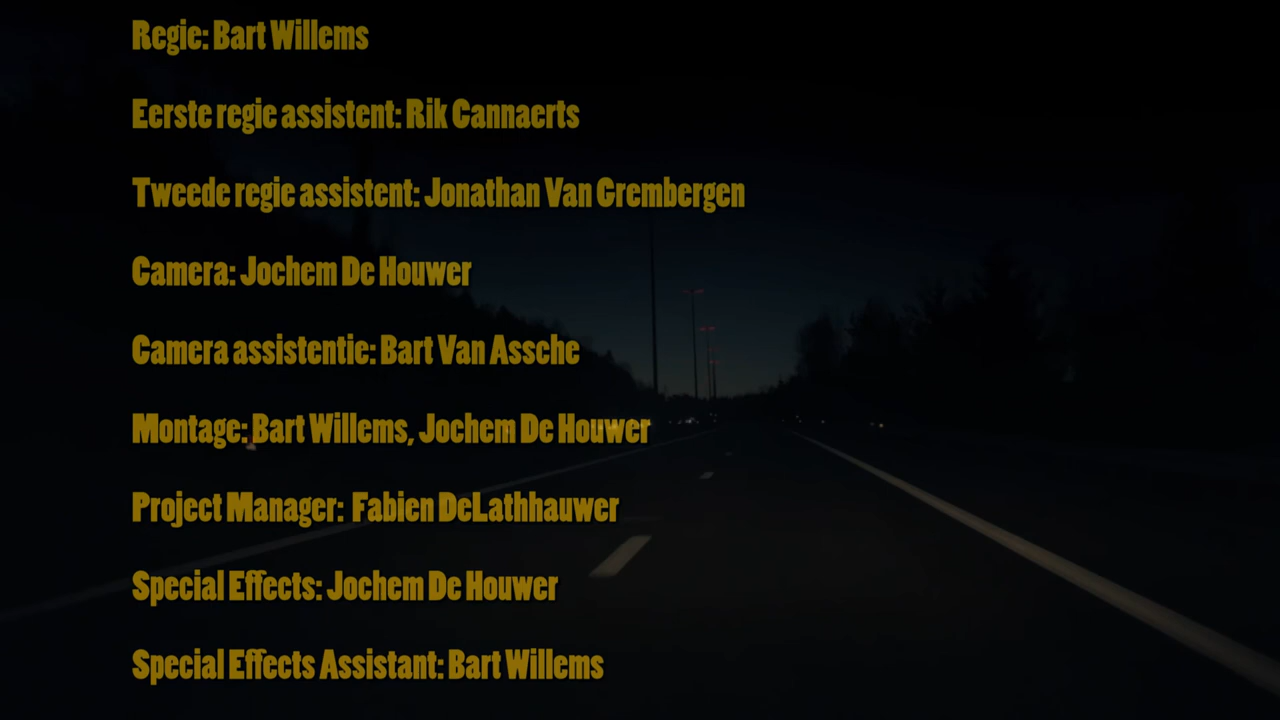 Regie: Bart Willems
Eerste regie assistent: Rik Cannaerts
Tweede regie assistent: Jonathan Van Grembergen
Camera: Jochem De Houwer
Camera assistentie: Bart Van Assche
Montage: Bart Willems, Jochem De Houwer
Project Manager: Fabien DeLathhauwer
Special Effects: Jochem De Houwer
Special Effects Assistant: Bart Willems